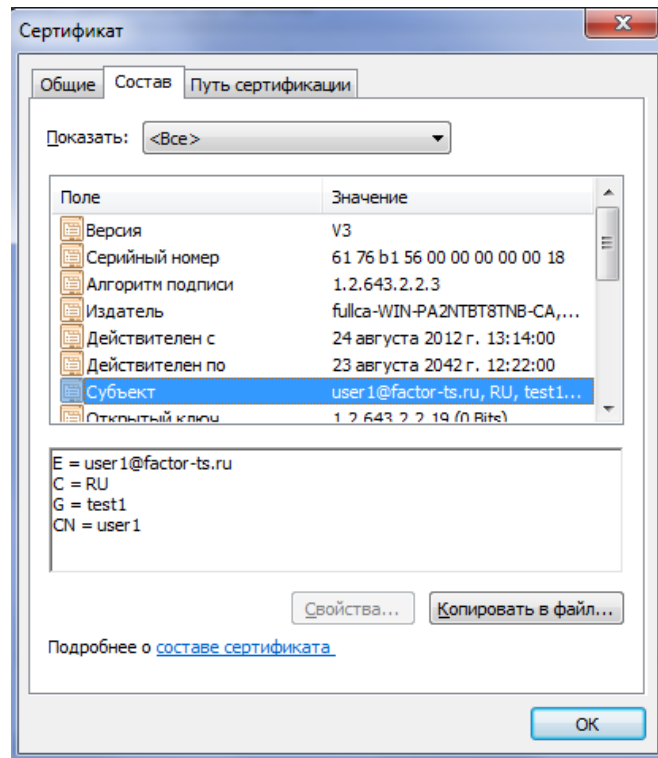 Сертификат
Общие Состав Путь сертификации
Показать: <Все>
Поле Значение
Версия V3
Серийный номер 61 76 b1 56 00 00 00 00 00 18
Алгоритм подписи 1.2.643.2.2.3
Издатель fullca-WIN-PA2NTBT8TNB-CA,...
Действителен с 24 августа 2012 г. 13:14:00
Действителен по 23 августа 2042 г. 12:22:00
Субъект user1@factor-ts.ru, RU, test1...
Открытый ключ 1.2.643.2.2.19 (0 Bits)
E = user1@factor-ts.ru
C = RU
G = test1
CN = user1
Свойства... Копировать в файл...
Подробнее о составе сертификата
ОК